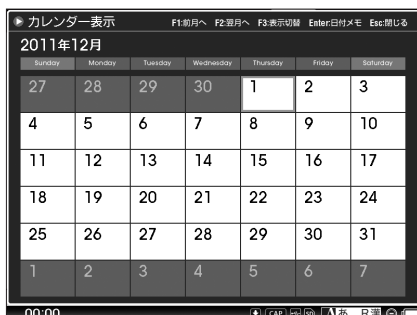 カレンダー表示 F1:前月へ F2:翌月へ F3:表示切替 Enter:日付メモ Esc:閉じる
2011年12月
Sunday Monday Tuesday Wednesday Thursday Friday Saturday
27 28 29 30 1 2 3
4 5 6 7 8 9 10
11 12 13 14 15 16 17
18 19 20 21 22 23 24
25 26 27 28 29 30 31
1 2 3 4 5 6 7
00:00 CAP SD A あ R漢